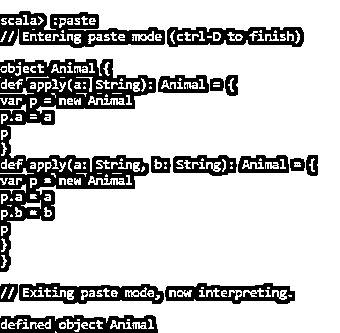 scala> :paste
// Entering paste mode (ctrl-D to finish)
object Animal {
def apply(a: String): Animal = {
var p = new Animal
p.a = a
p
}
def apply(a: String, b: String): Animal = {
var p = new Animal
p.a = a
p.b = b
p
}
}
// Exiting paste mode, now interpreting.
defined object Animal